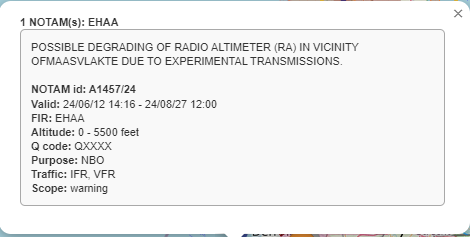 1 NOTAM(s): EHAA
POSSIBLE DEGRADING OF RADIO ALTIMETER (RA) IN VICINITY
OFMAASVLAKTE DUE TO EXPERIMENTAL TRANSMISSIONS.
NOTAM id: A1457/24
Valid: 24/06/12 14:16 - 24/08/27 12:00
FIR: EHAA
Altitude: 0 - 5500 feet
Q code: QXXXX
Purpose: NBO
Traffic: IFR, VFR
Scope: warning